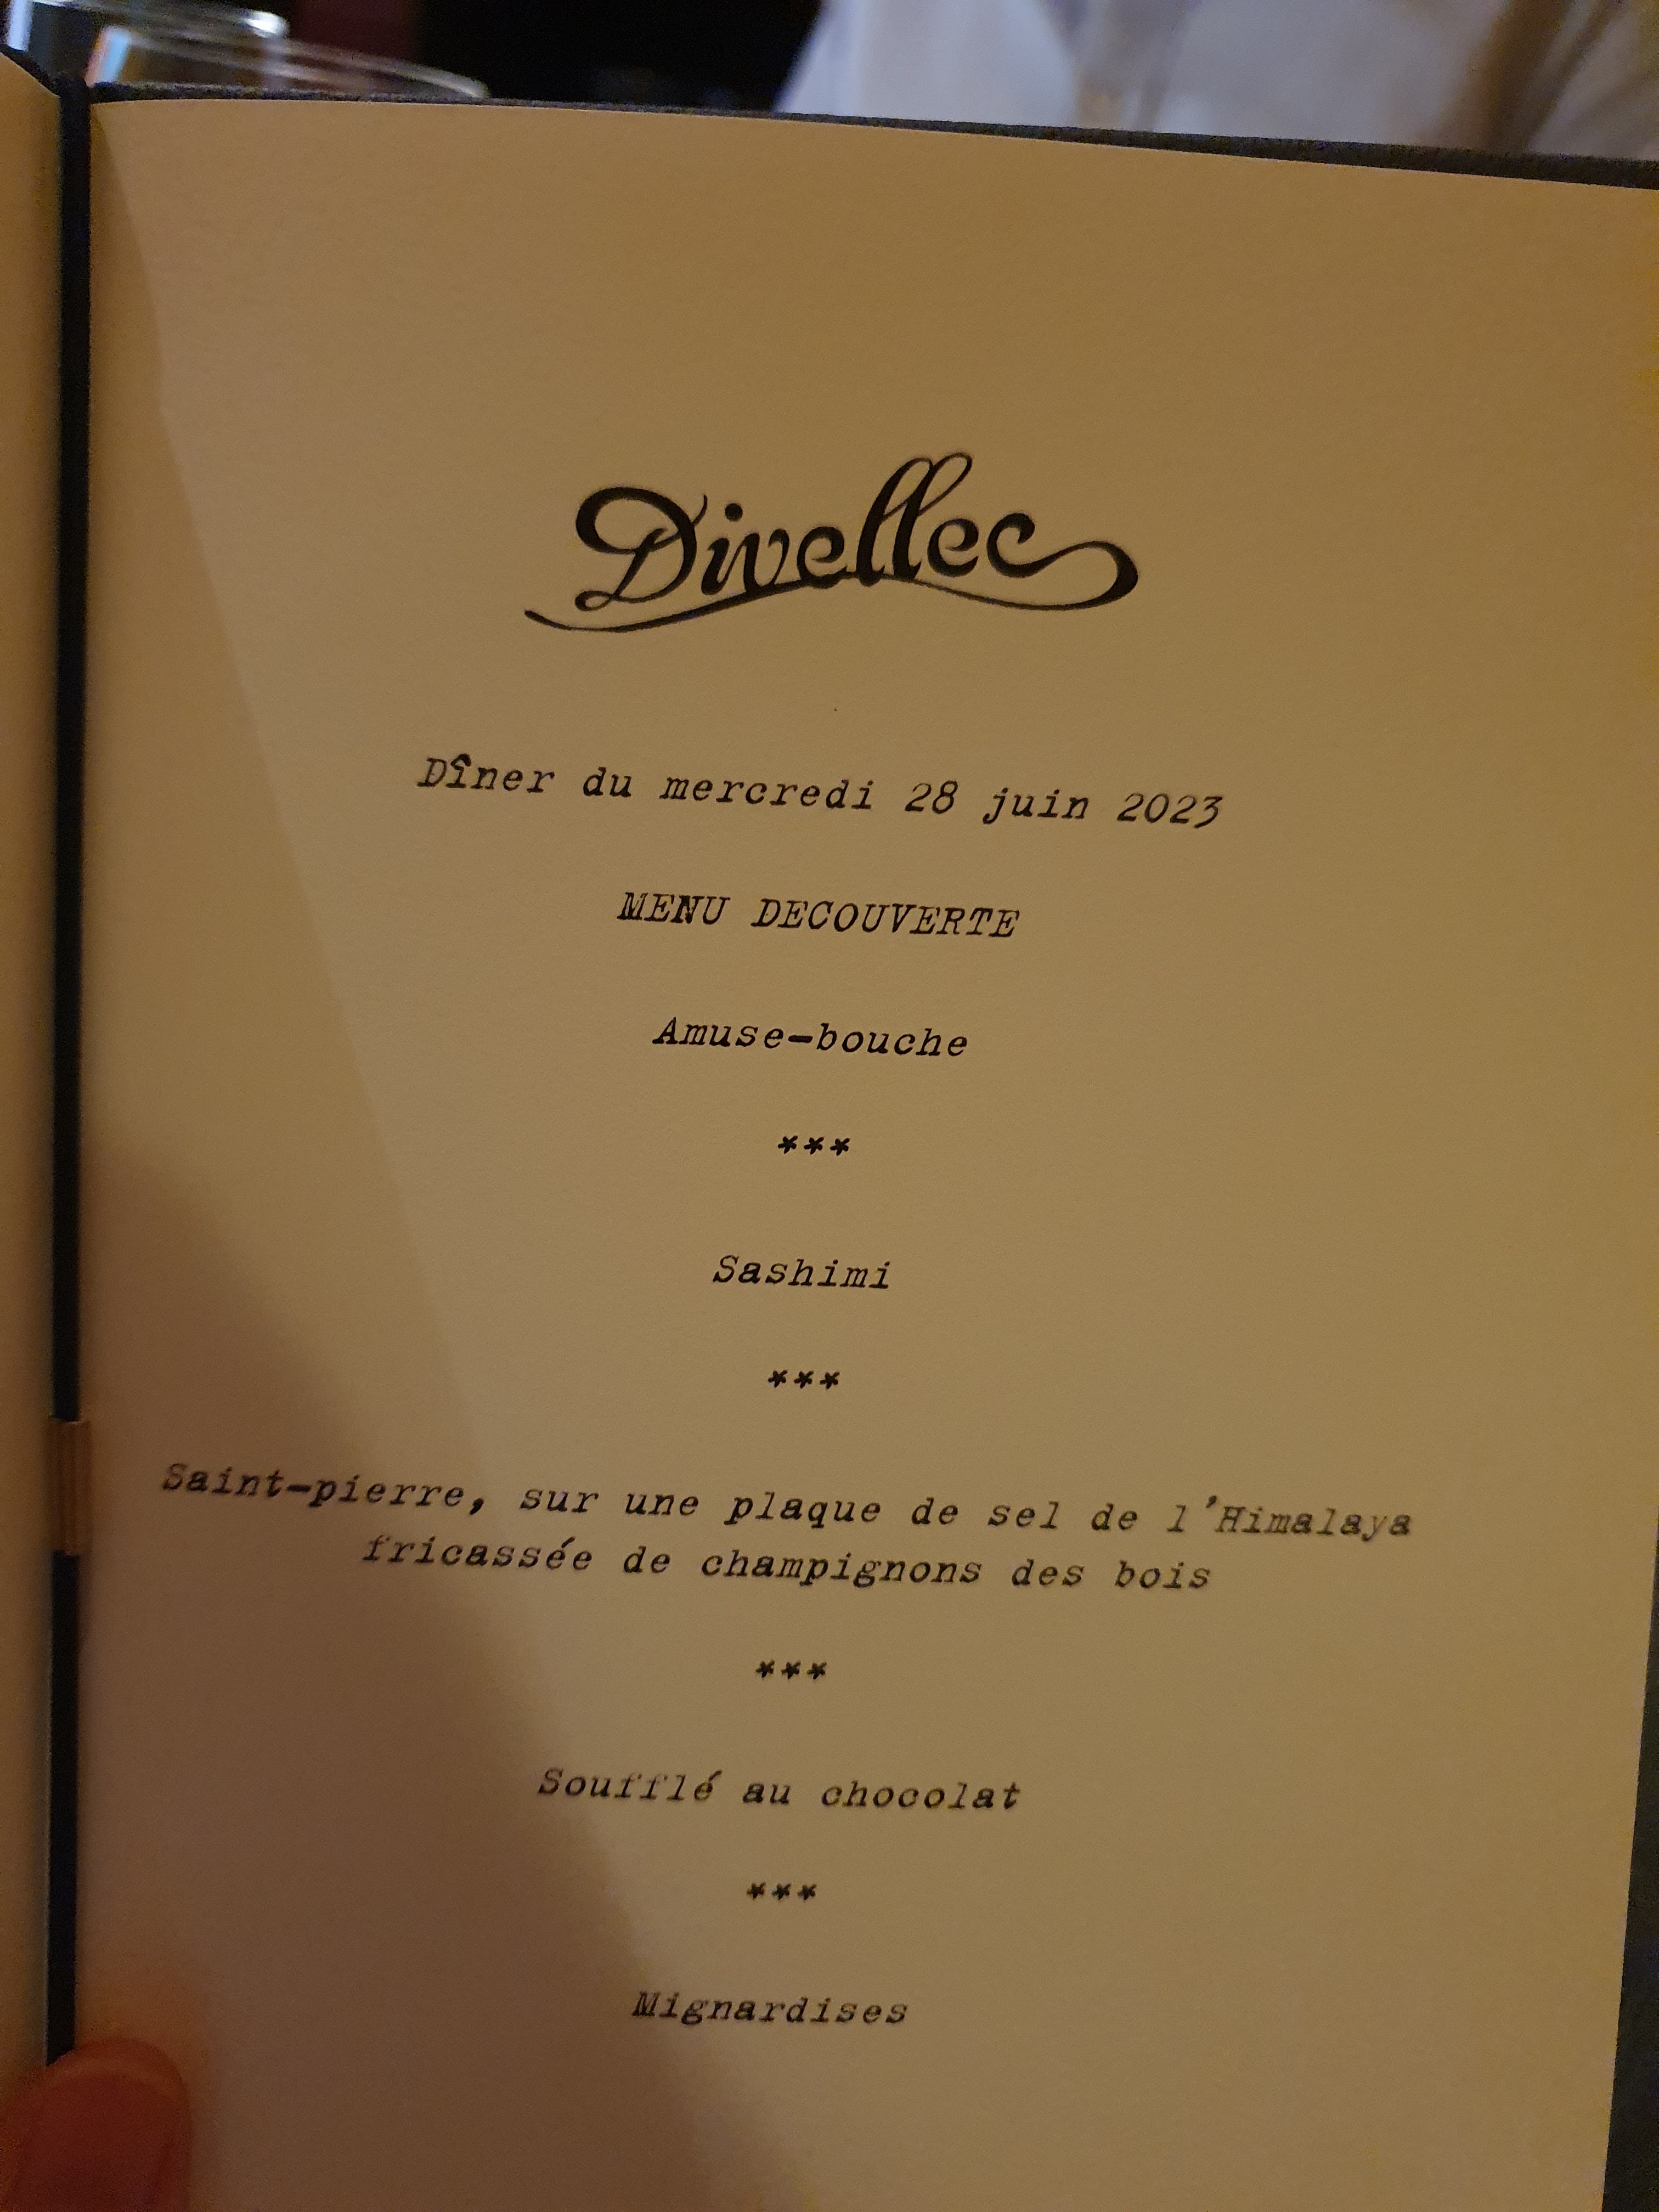 Divellec
Dîner du mercredi 28 juin 2023
MENU DECOUVERTE
Amuse-bouche
***
Sashimi
***
Saint-pierre, sur une plaque de sel de l'Himalaya
fricassée de champignons des bois
***
Soufflé au chocolat
***
Mignardises